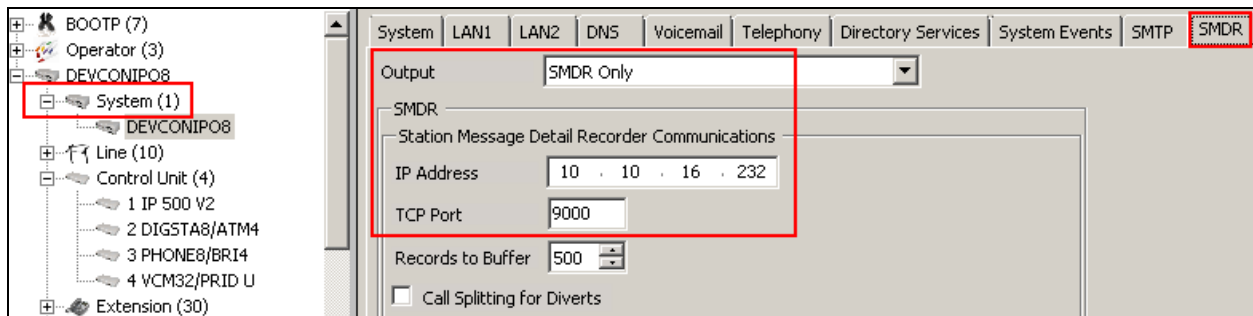 BOOTP (7)
Operator (3)
DEVCONIPO8
System (1)
DEVCONIPO8
Line (10)
Control Unit (4)
1 IP 500 V2
2 DIGSTA8/ATM4
3 PHONE8/BRI4
4 VCM32/PRID U
Extension (30)
System LAN1 LAN2 DNS Voicemail Telephony Directory Services System Events SMTP SMDR
Output SMDR Only
SMDR
Station Message Detail Recorder Communications
IP Address 10 . 10 . 16 . 232
TCP Port 9000
Records to Buffer 500
Call Splitting for Diverts